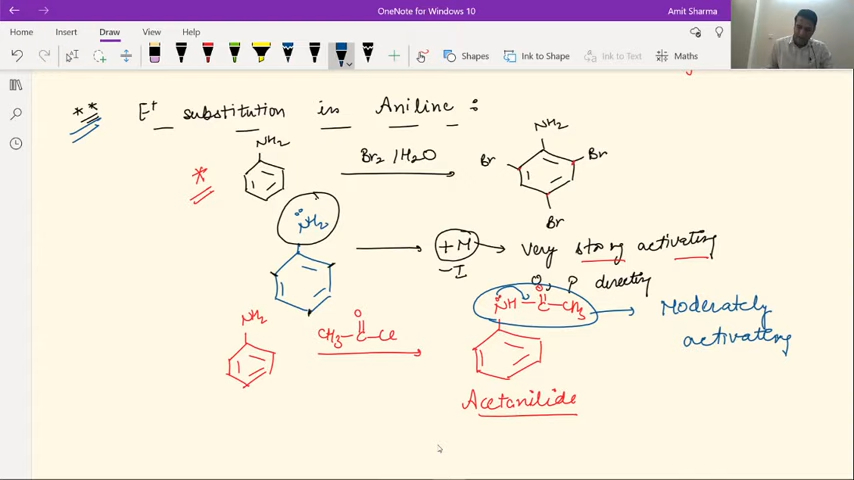 OneNote for Windows 10
Amit Sharma
Home Insert Draw View Help
Shapes Ink to Shape Ink to Text Maths
** E+ substitution in Aniline :
NH2 Br2 /H2O NH2
* Br Br
Br
NH2 +M very strong activating
-I
O, P directing
NH2 CH3-C-Cl NH-C-CH3 Moderately
O O
activating
Acetanilide